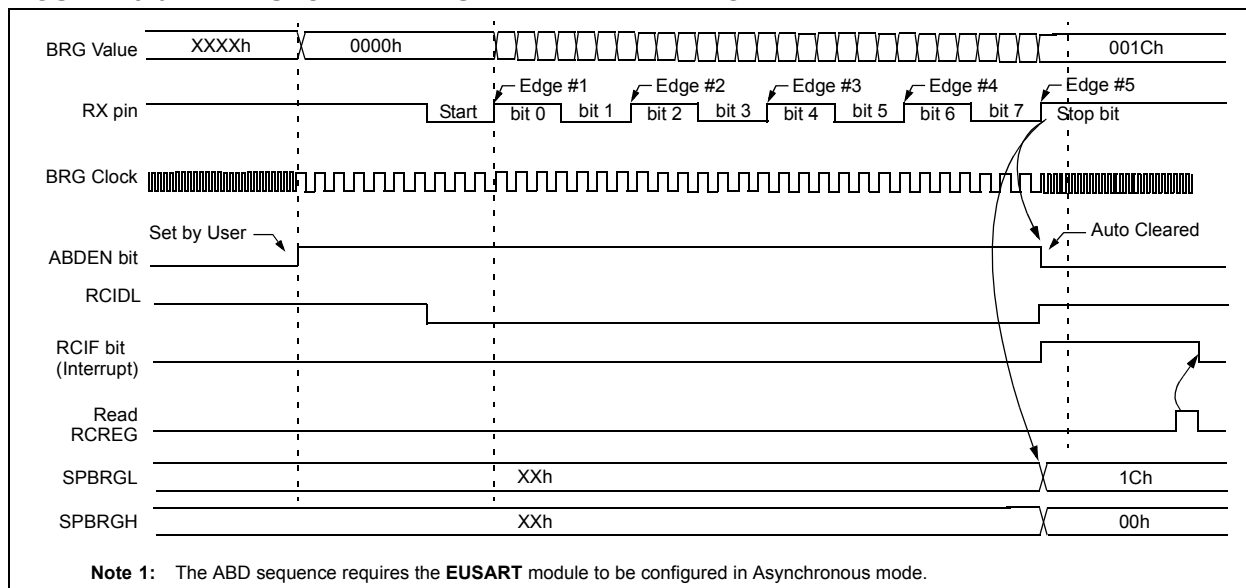 BRG Value XXXXh 0000h 001Ch
Edge #1 Edge #2 Edge #3 Edge #4 Edge #5
RX pin Start bit 0 bit 1 bit 2 bit 3 bit 4 bit 5 bit 6 bit 7 Stop bit
BRG Clock
Set by User Auto Cleared
ABDEN bit
RCIDL
RCIF bit
(Interrupt)
Read
RCREG
SPBRGL XXh 1Ch
SPBRGH XXh 00h
Note 1: The ABD sequence requires the EUSART module to be configured in Asynchronous mode.